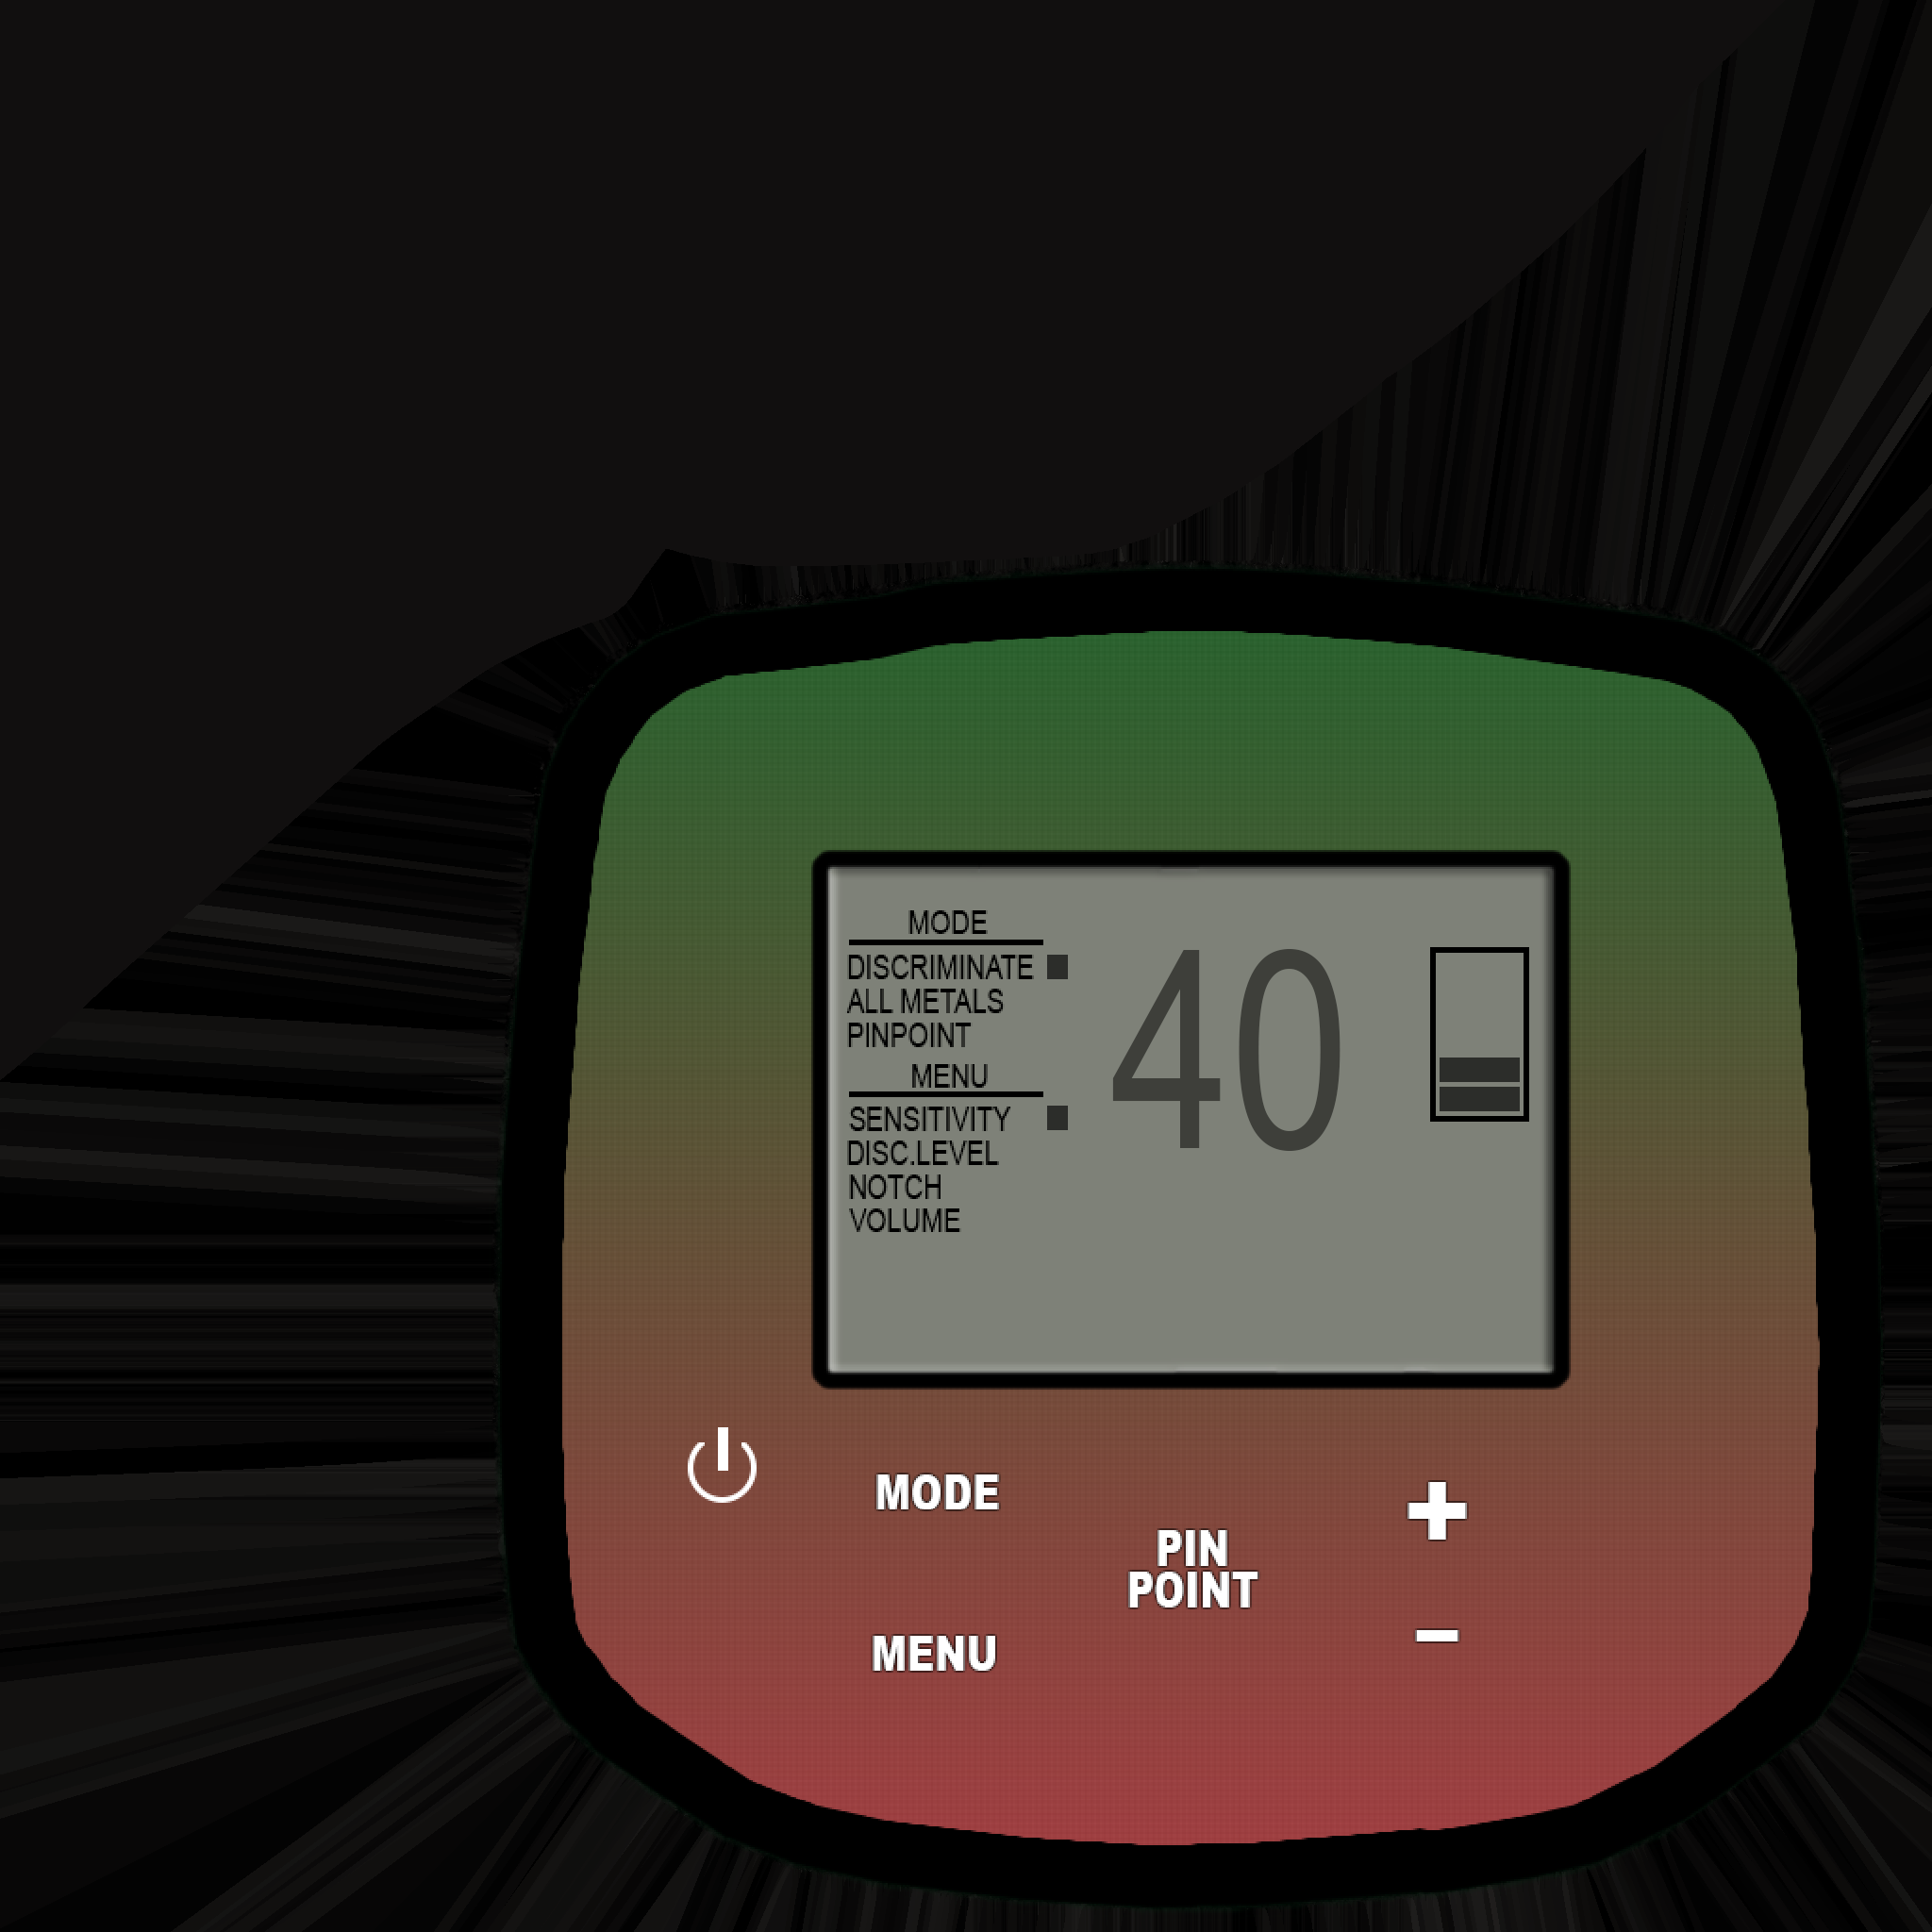 MODE
DISCRIMINATE
ALL METALS
PINPOINT
MENU
SENSITIVITY
DISC.LEVEL
NOTCH
VOLUME
40
MODE
PIN
POINT
MENU
+
-